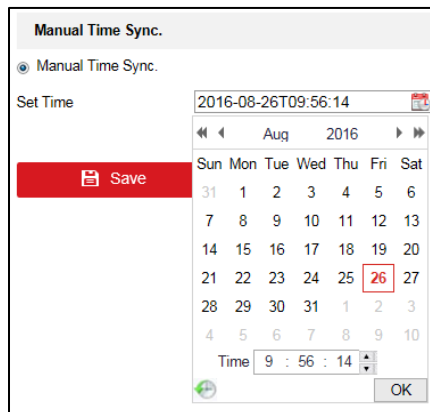 Manual Time Sync.
Manual Time Sync.
Set Time 2016-08-26T09:56:14
Aug 2016
Sun Mon Tue Wed Thu Fri Sat
31 1 2 3 4 5 6
7 8 9 10 11 12 13
Save
14 15 16 17 18 19 20
21 22 23 24 25 26 27
28 29 30 31 1 2 3
4 5 6 7 8 9 10
Time 9 : 56 : 14
OK